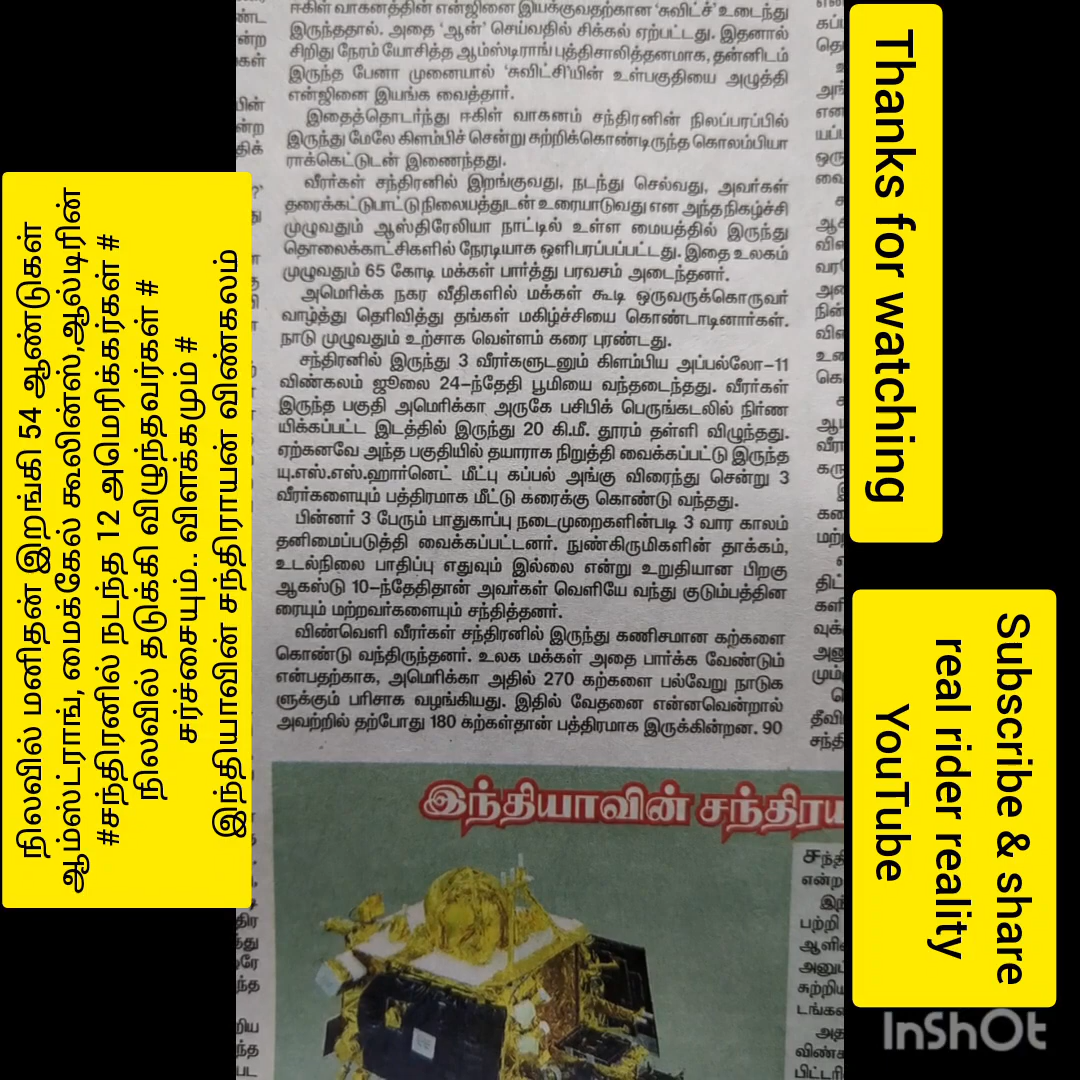 நிலவில் மனிதன் இறங்கி 54 ஆண்டுகள்
ஆம்ஸ்ட்ராங், மைக்கேல் கூலின்ஸ்,ஆல்டிரின்
#சந்திரனில் நடந்த 12 அமெரிக்கர்கள் #
நிலவில் தடுக்கி விழுந்தவர்கள் #
சர்ச்சையும்.. விளக்கமும் #
இந்தியாவின் சந்திராயன் விண்கலம்
ஈகிள் வாகனத்தின் என்ஜினை இயக்குவதற்கான 'சுவிட்ச்' உடைந்து
இருந்ததால். அதை 'ஆன்' செய்வதில் சிக்கல் ஏற்பட்டது. இதனால்
சிறிது நேரம் யோசித்த ஆம்ஸ்டிராங் புத்திசாலித்தனமாக, தன்னிடம்
இருந்த பேனா முனையால் 'சுவிட்சி'யின் உள்பகுதியை அழுத்தி
என்ஜினை இயங்க வைத்தார்.
இதைத்தொடர்ந்து ஈகிள் வாகனம் சந்திரனின் நிலப்பரப்பில்
இருந்து மேலே கிளம்பிச் சென்று சுற்றிக்கொண்டிருந்த கொலம்பியா
ராக்கெட்டுடன் இணைந்தது.
வீரர்கள் சந்திரனில் இறங்குவது, நடந்து செல்வது, அவர்கள்
தரைக்கட்டுபாட்டு நிலையத்துடன் உரையாடுவது என அந்த நிகழ்ச்சி
முழுவதும் ஆஸ்திரேலியா நாட்டில் உள்ள மையத்தில் இருந்து
தொலைக்காட்சிகளில் நேரடியாக ஒளிபரப்பப்பட்டது. இதை உலகம்
முழுவதும் 65 கோடி மக்கள் பார்த்து பரவசம் அடைந்தனர்.
அமெரிக்க நகர வீதிகளில் மக்கள் கூடி ஒருவருக்கொருவர்
வாழ்த்து தெரிவித்து தங்கள் மகிழ்ச்சியை கொண்டாடினார்கள்.
நாடு முழுவதும் உற்சாக வெள்ளம் கரை புரண்டது.
சந்திரனில் இருந்து 3 வீரர்களுடனும் கிளம்பிய அப்பல்லோ-11
விண்கலம் ஜூலை 24-ந்தேதி பூமியை வந்தடைந்தது. வீரர்கள்
இருந்த பகுதி அமெரிக்கா அருகே பசிபிக் பெருங்கடலில் நிர்ண
யிக்கப்பட்ட இடத்தில் இருந்து 20 கி.மீ. தூரம் தள்ளி விழுந்தது.
ஏற்கனவே அந்த பகுதியில் தயாராக நிறுத்தி வைக்கப்பட்டு இருந்த
யு.எஸ்.எஸ்.ஹார்னெட் மீட்பு கப்பல் அங்கு விரைந்து சென்று 3
வீரர்களையும் பத்திரமாக மீட்டு கரைக்கு கொண்டு வந்தது.
பின்னர் 3 பேரும் பாதுகாப்பு நடைமுறைகளின்படி 3 வார காலம்
தனிமைப்படுத்தி வைக்கப்பட்டனர். நுண்கிருமிகளின் தாக்கம்,
உடல்நிலை பாதிப்பு எதுவும் இல்லை என்று உறுதியான பிறகு
ஆகஸ்டு 10-ந்தேதிதான் அவர்கள் வெளியே வந்து குடும்பத்தின
ரையும் மற்றவர்களையும் சந்தித்தனர்.
விண்வெளி வீரர்கள் சந்திரனில் இருந்து கணிசமான கற்களை
கொண்டு வந்திருந்தனர். உலக மக்கள் அதை பார்க்க வேண்டும்
என்பதற்காக, அமெரிக்கா அதில் 270 கற்களை பல்வேறு நாடுக
ளுக்கும் பரிசாக வழங்கியது. இதில் வேதனை என்னவென்றால்
அவற்றில் தற்போது 180 கற்கள்தான் பத்திரமாக இருக்கின்றன. 90
இந்தியாவின் சந்திரய
Thanks for watching
Subscribe & share
real rider reality
YouTube
InShOt